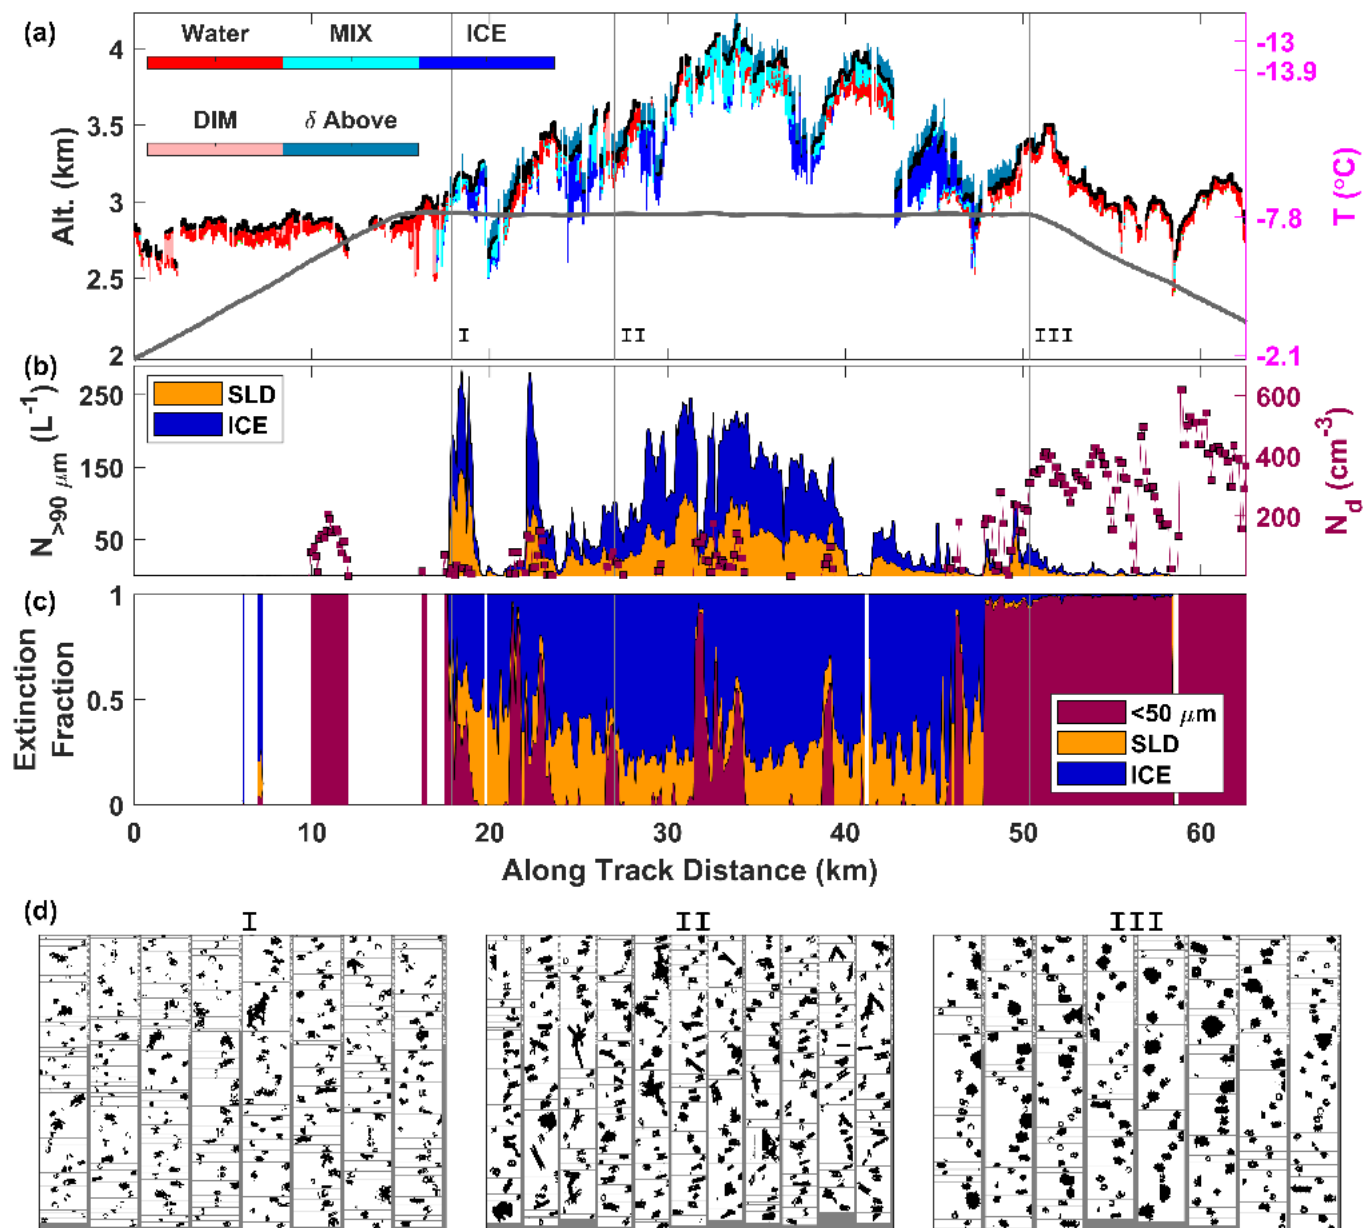 (a)
Water MIX ICE
DIM δ Above
4
3.5
3
2.5
2
Alt. (km)
-13
-13.9
-7.8
-2.1
T (°C)
I II III
(b)
SLD
ICE
250
150
50
N>90 μm (L-1)
600
400
200
Nd (cm-3)
(c)
1
0.5
0
Extinction
Fraction
<50 μm
SLD
ICE
0 10 20 30 40 50 60
Along Track Distance (km)
(d)
I II III